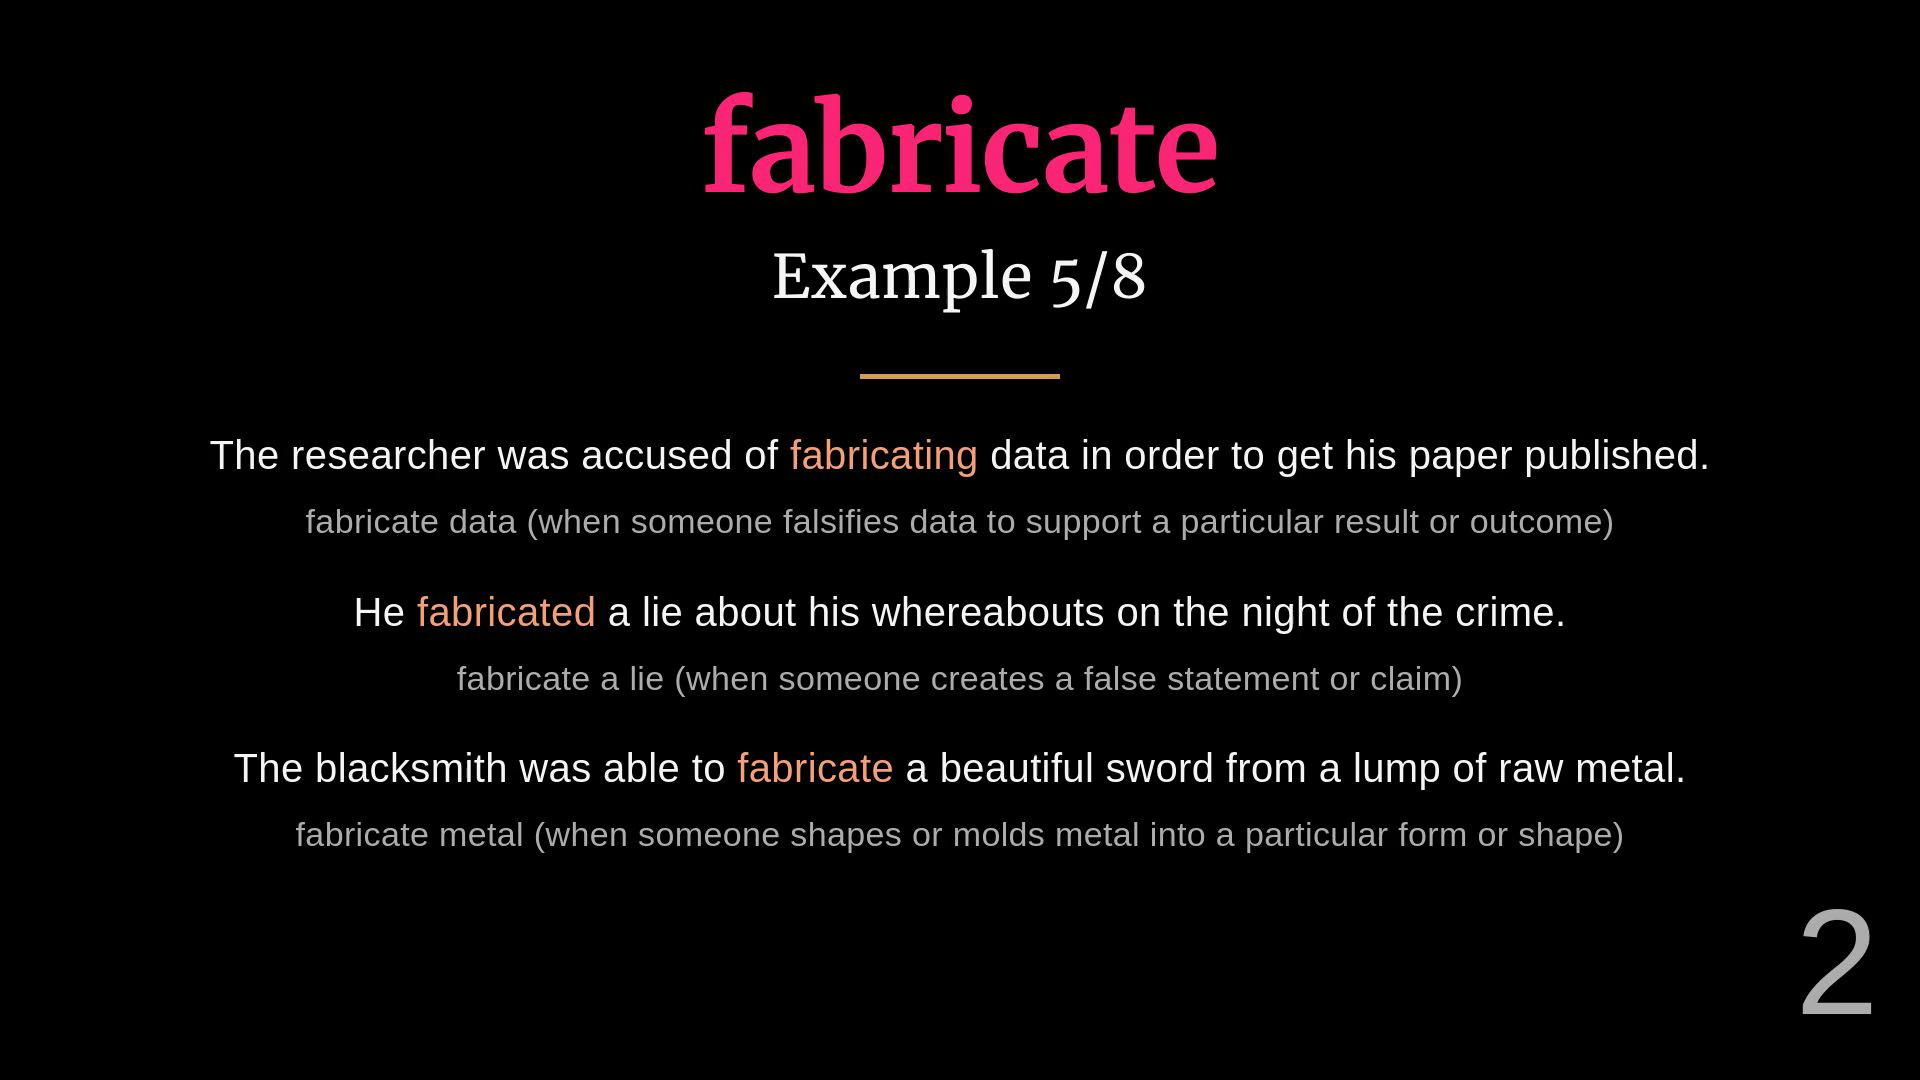 fabricate
Example 5/8
The researcher was accused of fabricating data in order to get his paper published.
fabricate data (when someone falsifies data to support a particular result or outcome)
He fabricated a lie about his whereabouts on the night of the crime.
fabricate a lie (when someone creates a false statement or claim)
The blacksmith was able to fabricate a beautiful sword from a lump of raw metal.
fabricate metal (when someone shapes or molds metal into a particular form or shape)
2